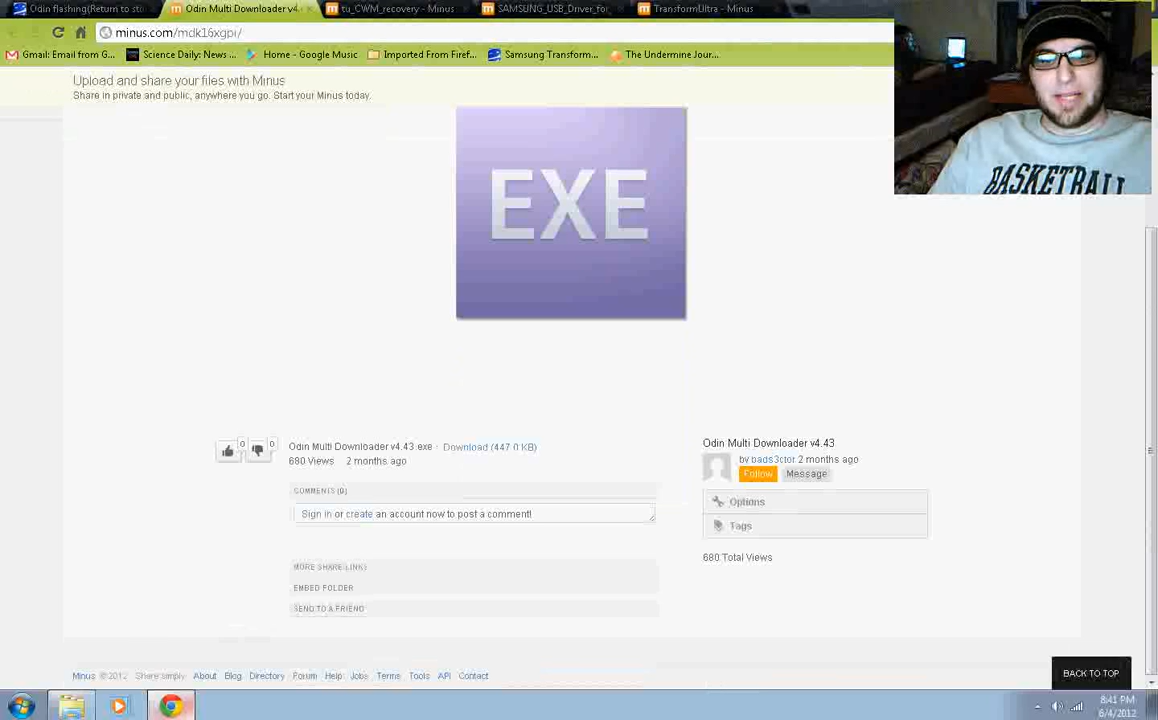 Odin flashing(Return to sto
Odin Multi Downloader v4.
tu_CWM_recovery - Minus
SAMSUNG_USB_Driver_for_
TransformUltra - Minus
minus.com/mdk16xgpi/
Gmail: Email from G...
Science Daily: News ...
Home - Google Music
Imported From Firef...
Samsung Transform...
The Undermine Jour...
Upload and share your files with Minus
Share in private and public, anywhere you go. Start your Minus today.
BASKETBALL
EXE
0
0
Odin Multi Downloader v4.43.exe - Download (447.0 KB)
680 Views 2 months ago
Odin Multi Downloader v4.43
by bads3ctor 2 months ago
Follow Message
COMMENTS (0)
Options
Sign in or create an account now to post a comment!
Tags
680 Total Views
MORE SHARE (LINK)
EMBED FOLDER
SEND TO A FRIEND
Minus ©2012 Share simply About Blog Directory Forum Help Jobs Terms Tools API Contact
BACK TO TOP
8:41 PM
6/4/2012